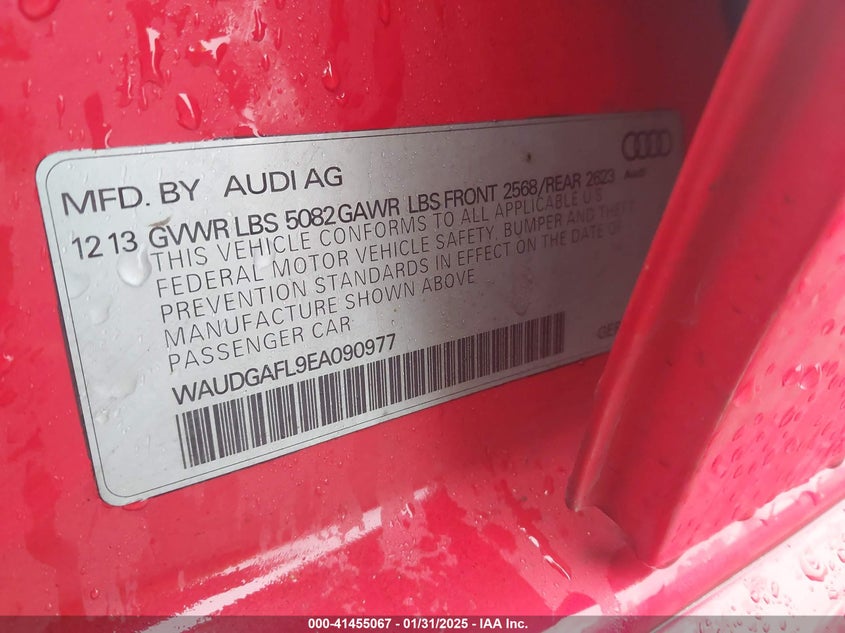 MFD. BY AUDI AG
Audi
12 13 GVWR LBS 5082 GAWR LBS FRONT 2568/REAR 2623
THIS VEHICLE CONFORMS TO ALL APPLICABLE U S
FEDERAL MOTOR VEHICLE SAFETY, BUMPER AND THEFT
PREVENTION STANDARDS IN EFFECT ON THE DATE OF
MANUFACTURE SHOWN ABOVE
PASSENGER CAR
WAUDGAFL9EA090977
000-41455067 - 01/31/2025 - IAA Inc.